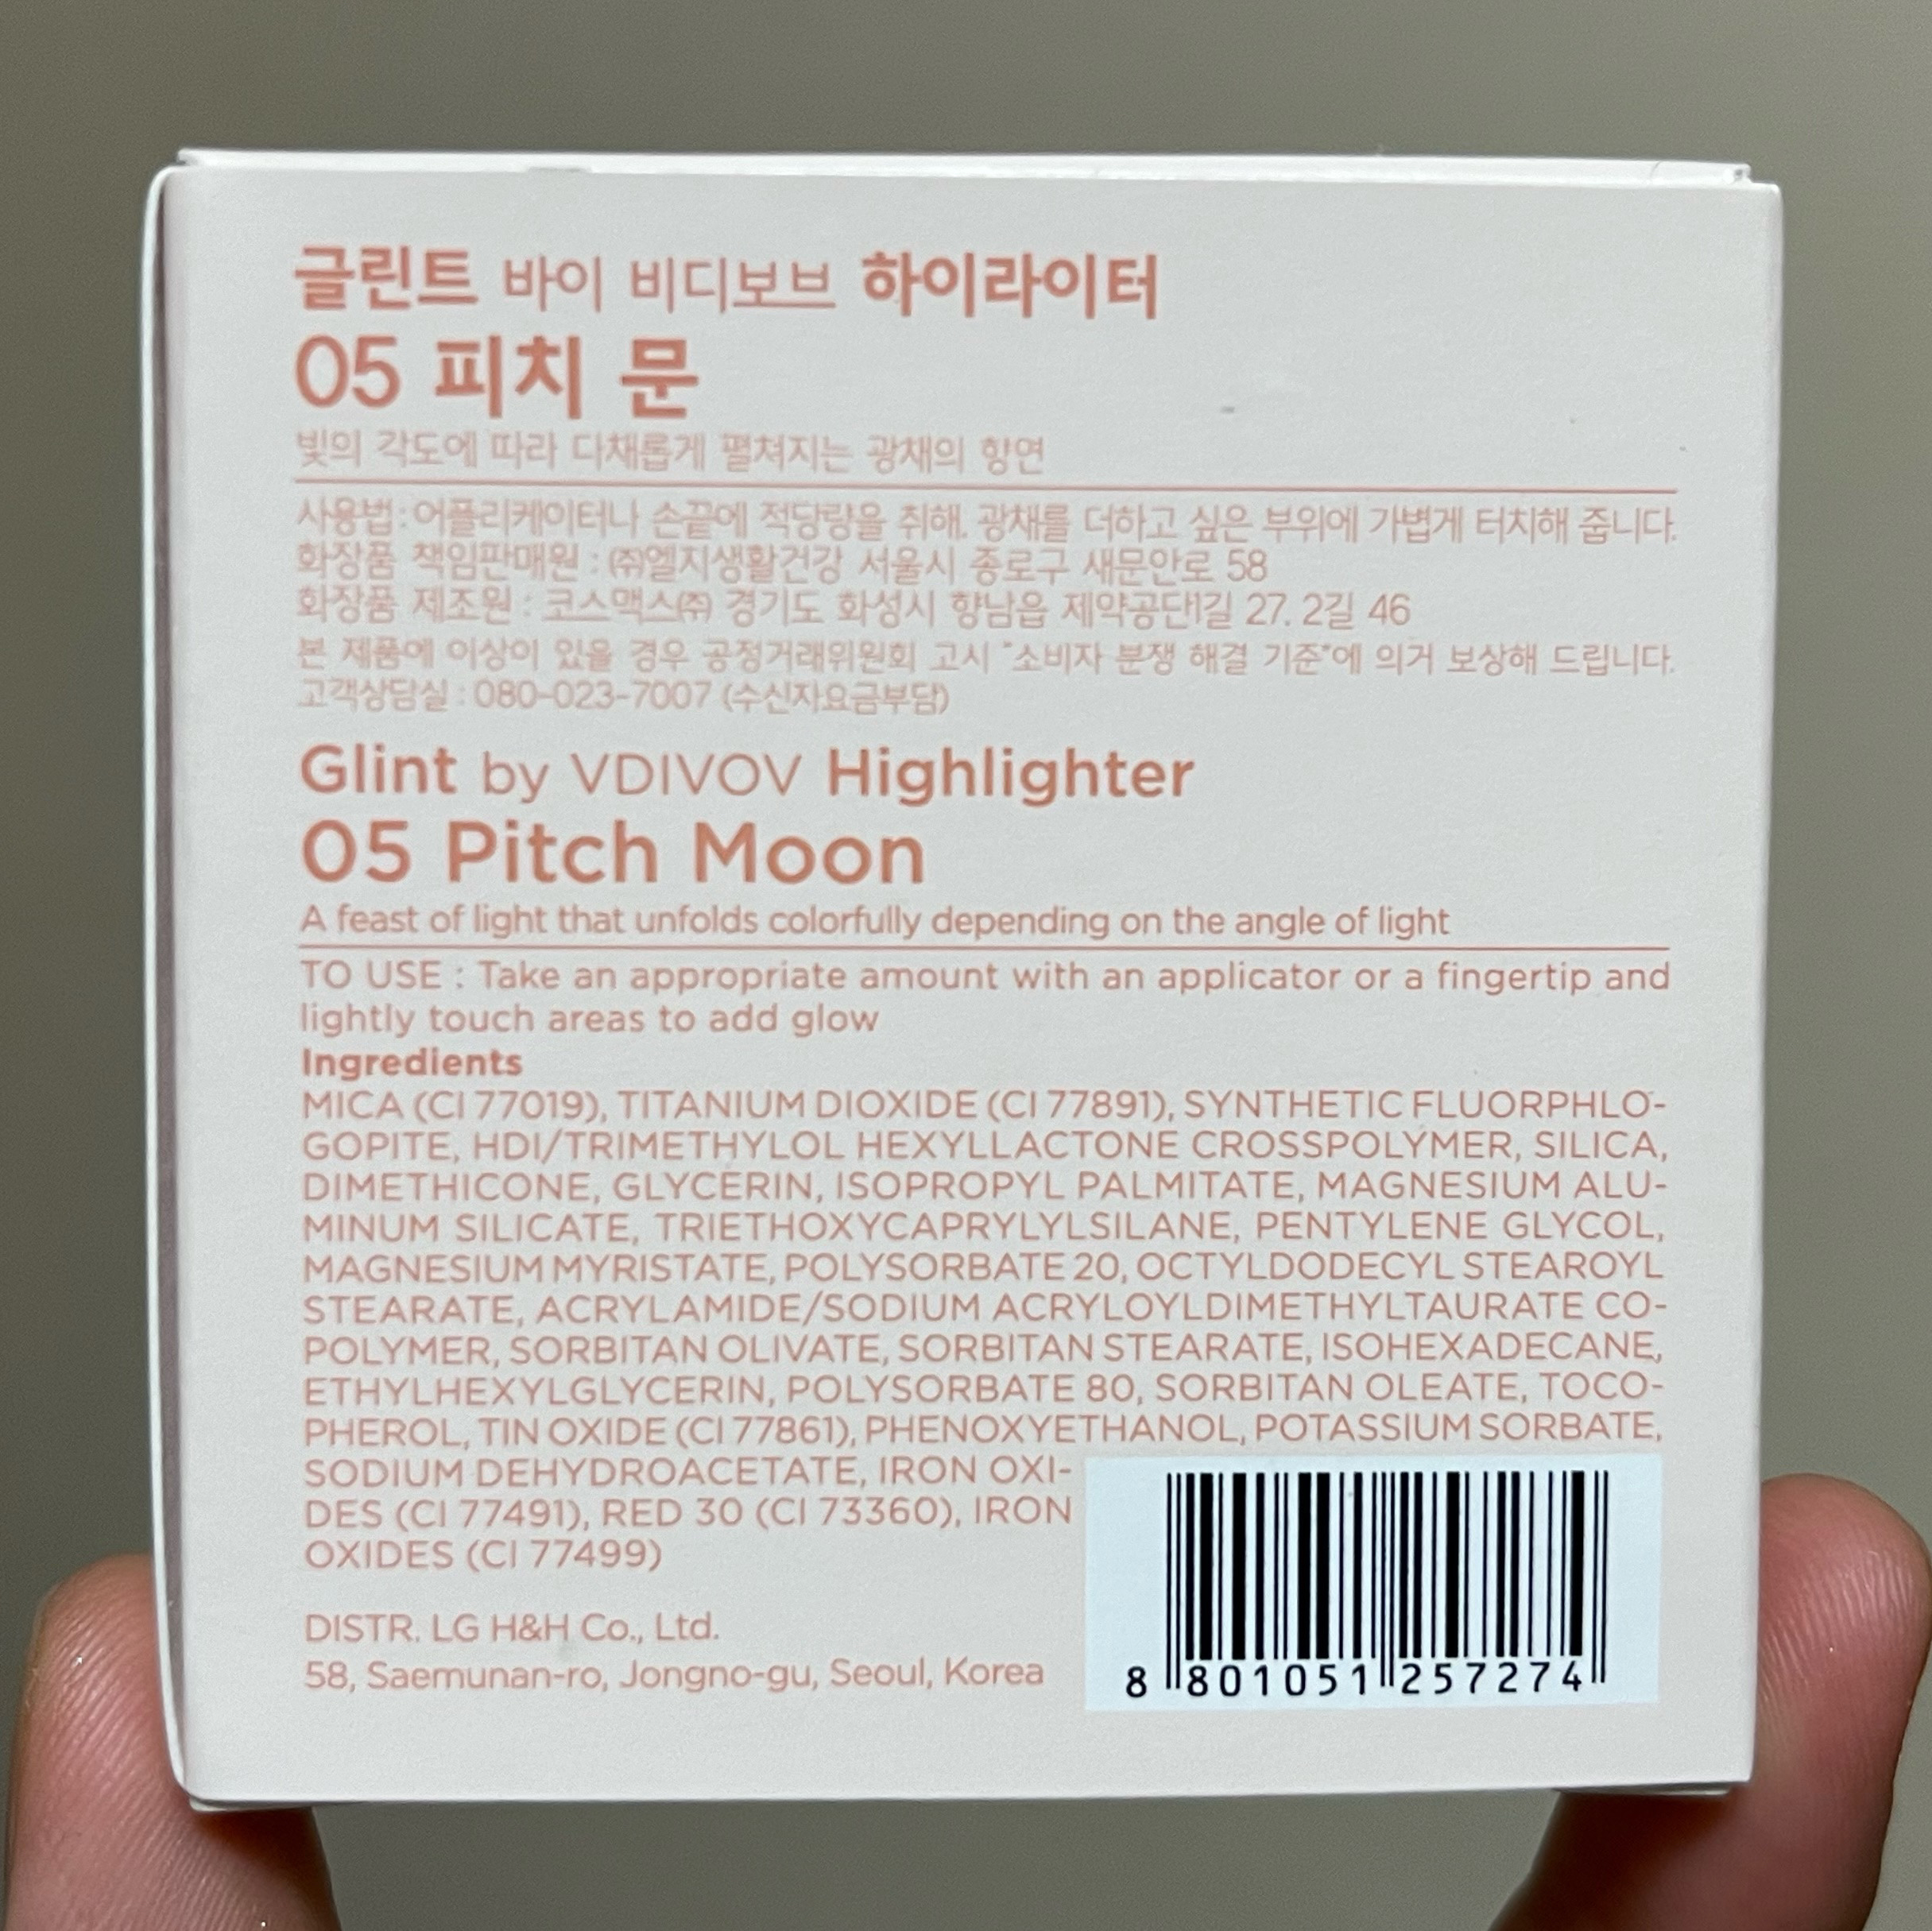 글린트 바이 비디보브 하이라이터
05 피치 문
빛의 각도에 따라 다채롭게 펼쳐지는 광채의 향연
사용법 : 어플리케이터나 손끝에 적당량을 취해, 광채를 더하고 싶은 부위에 가볍게 터치해 줍니다.
화장품 책임판매원 : ㈜엘지생활건강 서울시 종로구 새문안로 58
화장품 제조원 : 코스맥스㈜ 경기도 화성시 향남읍 제약공단1길 27, 2길 46
본 제품에 이상이 있을 경우 공정거래위원회 고시 "소비자 분쟁 해결 기준"에 의거 보상해 드립니다.
고객상담실 : 080-023-7007 (수신자요금부담)
Glint by VDIVOV Highlighter
05 Pitch Moon
A feast of light that unfolds colorfully depending on the angle of light
TO USE : Take an appropriate amount with an applicator or a fingertip and
lightly touch areas to add glow
Ingredients
MICA (CI 77019), TITANIUM DIOXIDE (CI 77891), SYNTHETIC FLUORPHLO-
GOPITE, HDI/TRIMETHYLOL HEXYLLACTONE CROSSPOLYMER, SILICA,
DIMETHICONE, GLYCERIN, ISOPROPYL PALMITATE, MAGNESIUM ALU-
MINUM SILICATE, TRIETHOXYCAPRYLYLSILANE, PENTYLENE GLYCOL,
MAGNESIUM MYRISTATE, POLYSORBATE 20, OCTYLDODECYL STEAROYL
STEARATE, ACRYLAMIDE/SODIUM ACRYLOYLDIMETHYLTAURATE CO-
POLYMER, SORBITAN OLIVATE, SORBITAN STEARATE, ISOHEXADECANE,
ETHYLHEXYLGLYCERIN, POLYSORBATE 80, SORBITAN OLEATE, TOCO-
PHEROL, TIN OXIDE (CI 77861), PHENOXYETHANOL, POTASSIUM SORBATE,
SODIUM DEHYDROACETATE, IRON OXI-
DES (CI 77491), RED 30 (CI 73360), IRON
OXIDES (CI 77499)
DISTR. LG H&H Co., Ltd.
58, Saemunan-ro, Jongno-gu, Seoul, Korea
8 801051 257274